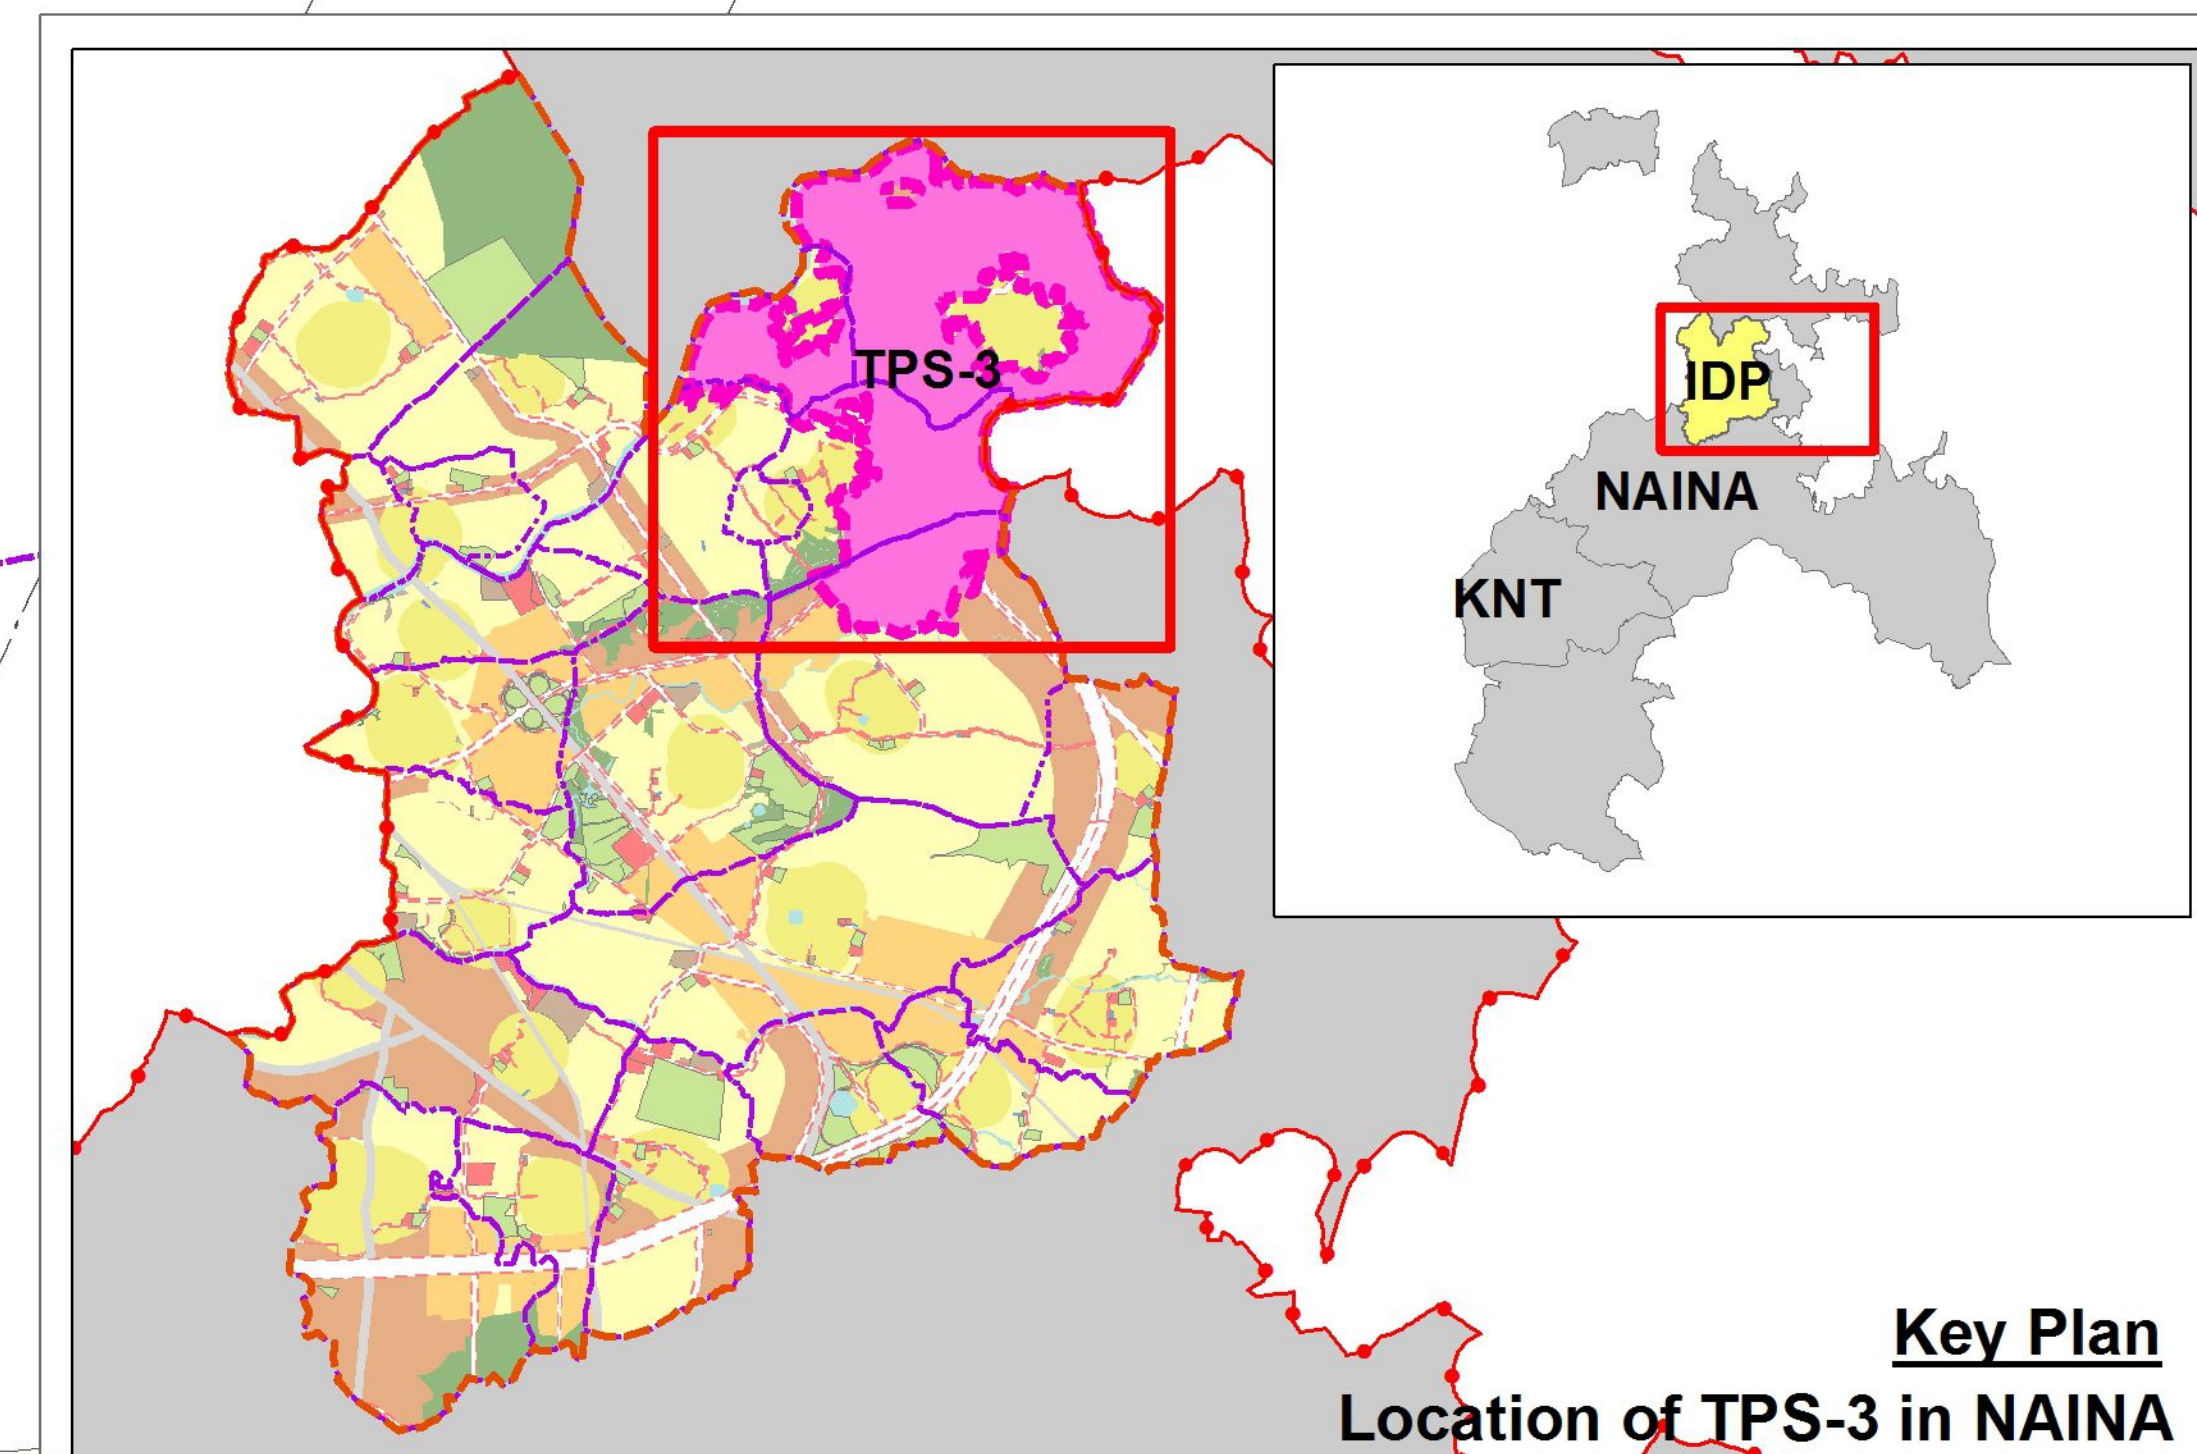 TPS-3
IDP
NAINA
KNT
Key Plan
Location of TPS-3 in NAINA